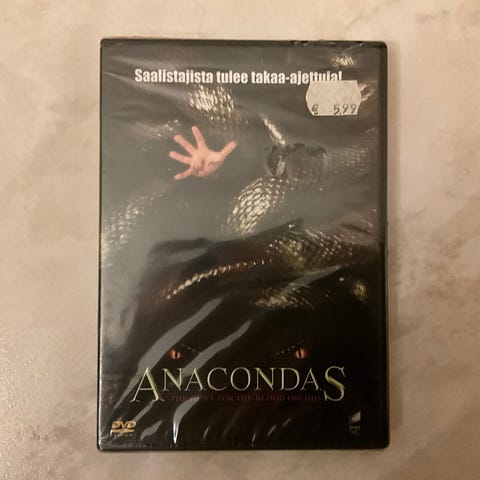 Saalistajista tulee takaa-ajettuja!
€ 5,99
ANACONDAS
THE HUNT FOR THE BLOOD ORCHID
DVD